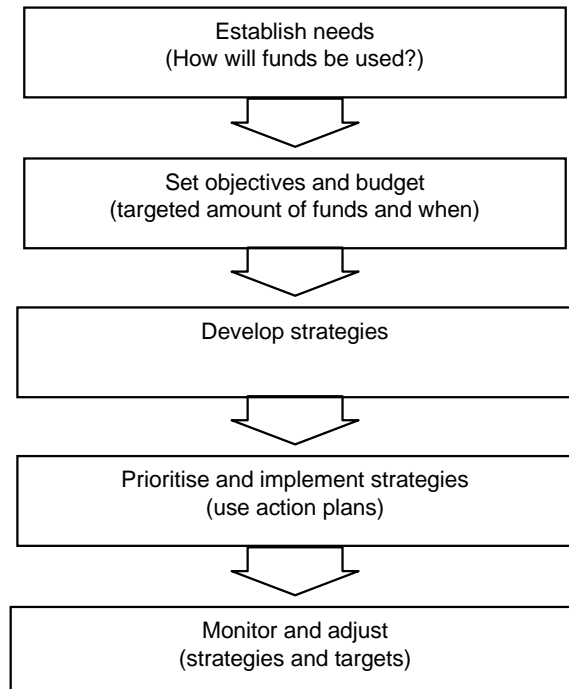 Establish needs
(How will funds be used?)
Set objectives and budget
(targeted amount of funds and when)
Develop strategies
Prioritise and implement strategies
(use action plans)
Monitor and adjust
(strategies and targets)